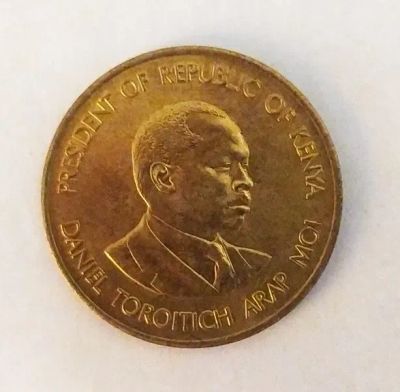 PRESIDENT OF REPUBLIC OF KENYA
DANIEL TOROITICH ARAP MOI